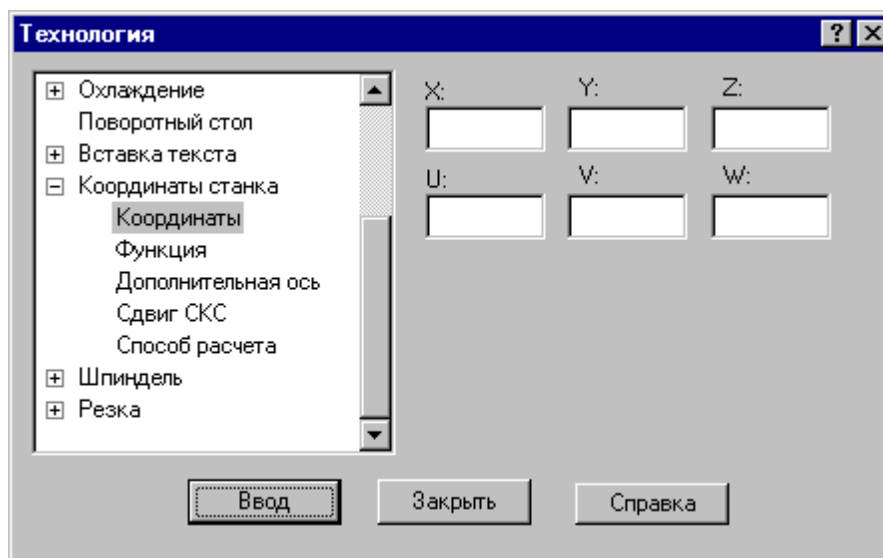 Технология
Охлаждение
Поворотный стол
Вставка текста
Координаты станка
Координаты
Функция
Дополнительная ось
Сдвиг СКС
Способ расчета
Шпиндель
Резка
X: Y: Z:
U: V: W:
Ввод Закрыть Справка